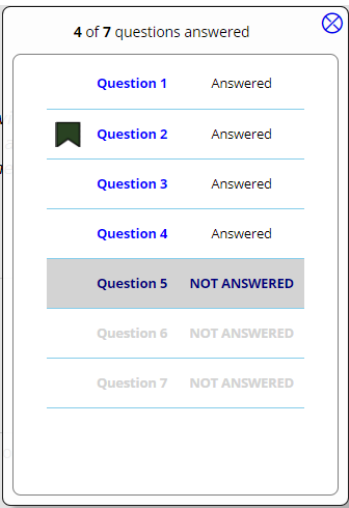 4 of 7 questions answered
Question 1 Answered
Question 2 Answered
Question 3 Answered
Question 4 Answered
Question 5 NOT ANSWERED
Question 6 NOT ANSWERED
Question 7 NOT ANSWERED